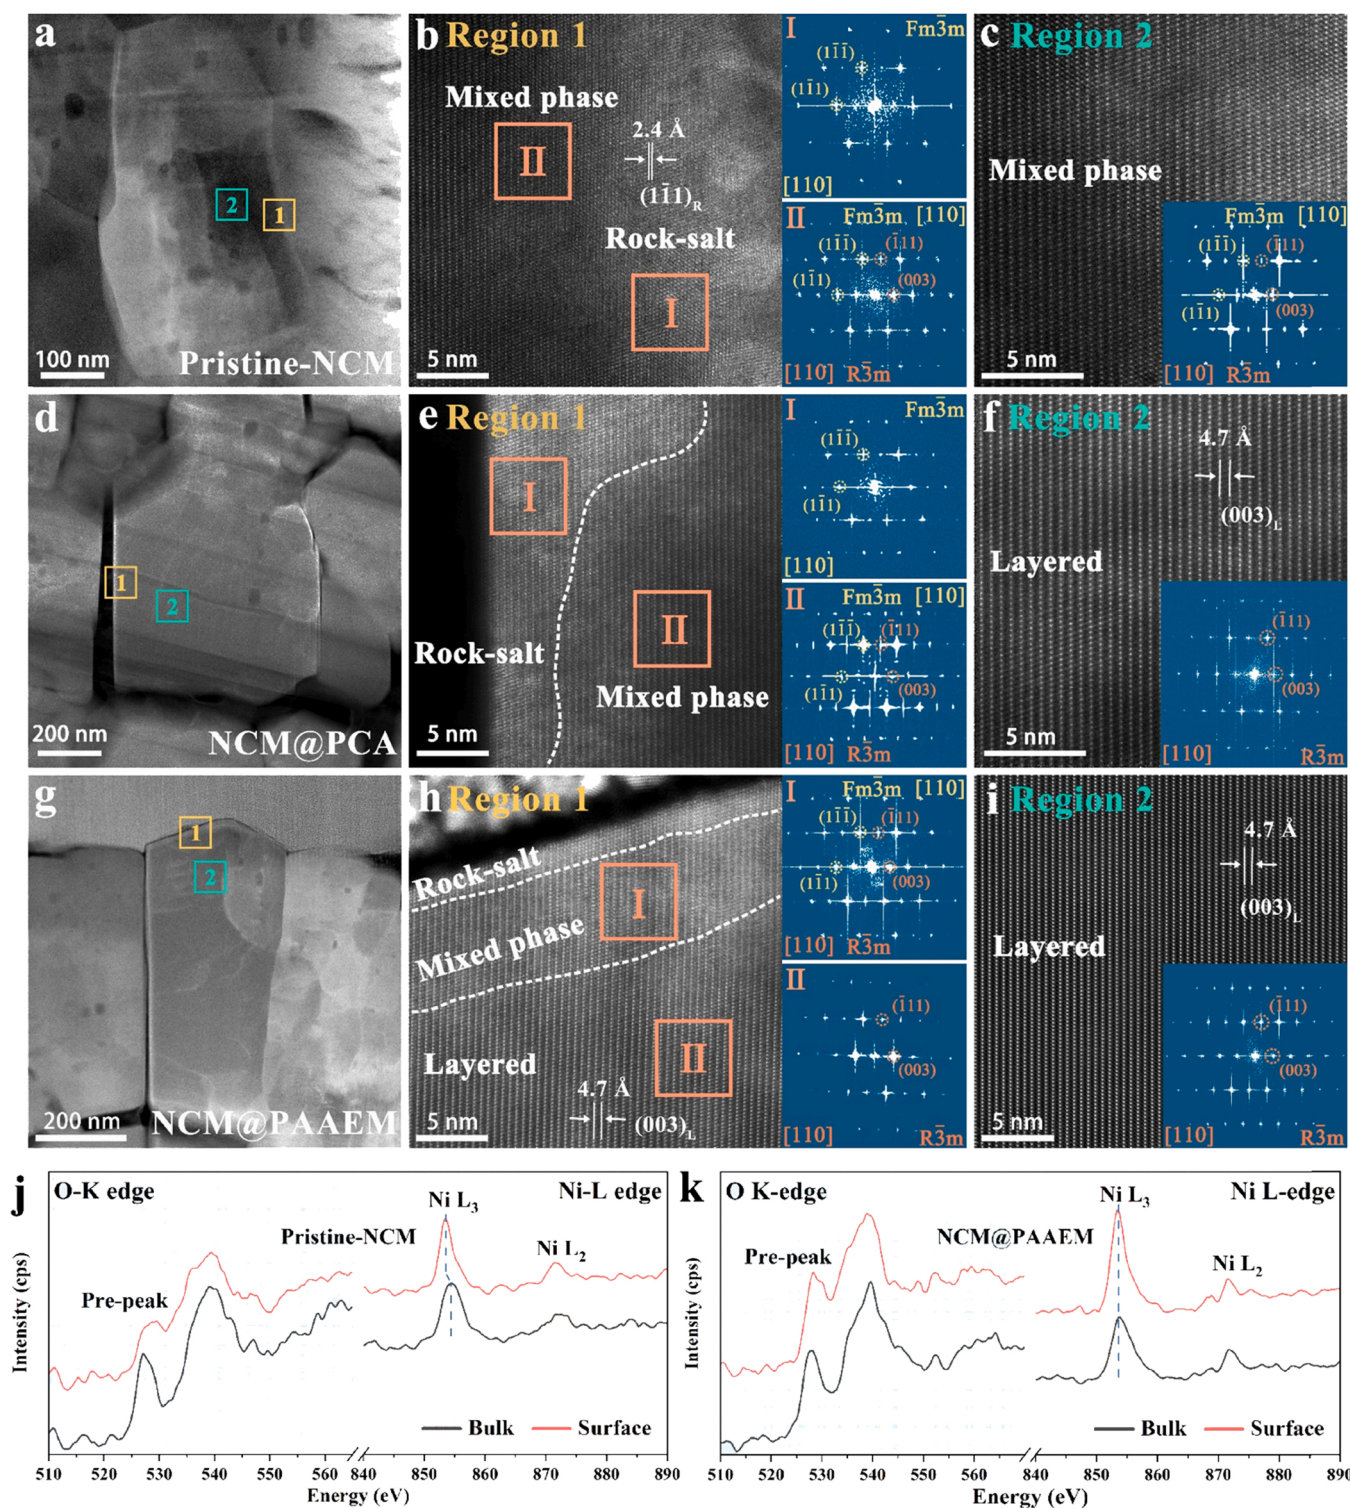 a
2
1
100 nm
Pristine-NCM
b Region 1
Mixed phase
II
2.4 Å
(11̄1)R
Rock-salt
I
5 nm
I
Fm3̄m
(11̄1̄)
(11̄1)
[110]
II
Fm3̄m [110]
(11̄1̄)
(1̄11)
(11̄1)
(003)
[110] R3̄m
c Region 2
Mixed phase
5 nm
Fm3̄m [110]
(11̄1̄)
(1̄11)
(11̄1)
(003)
[110] R3̄m
d
1
2
200 nm
NCM@PCA
e Region 1
I
II
Rock-salt
Mixed phase
5 nm
I
Fm3̄m
(11̄1̄)
(11̄1)
[110]
II
Fm3̄m [110]
(11̄1̄)
(1̄11)
(11̄1)
(003)
[110] R3̄m
f Region 2
4.7 Å
(003)L
Layered
5 nm
(1̄11)
(003)
[110] R3̄m
g
1
2
200 nm
NCM@PAAEM
h Region 1
Rock-salt
I
Mixed phase
Layered
II
4.7 Å
(003)L
5 nm
I
Fm3̄m [110]
(11̄1̄)
(1̄11)
(11̄1)
(003)
[110] R3̄m
II
(1̄11)
(003)
[110] R3̄m
i Region 2
4.7 Å
(003)L
Layered
5 nm
(1̄11)
(003)
[110] R3̄m
j
O-K edge
Ni-L edge
Ni L3
Pristine-NCM
Ni L2
Pre-peak
Intensity (cps)
Bulk
Surface
510 520 530 540 550 560 840 850 860 870 880 890
Energy (eV)
k
O K-edge
Ni L-edge
Ni L3
NCM@PAAEM
Pre-peak
Ni L2
Intensity (cps)
Bulk
Surface
510 520 530 540 550 560 840 850 860 870 880 890
Energy (eV)